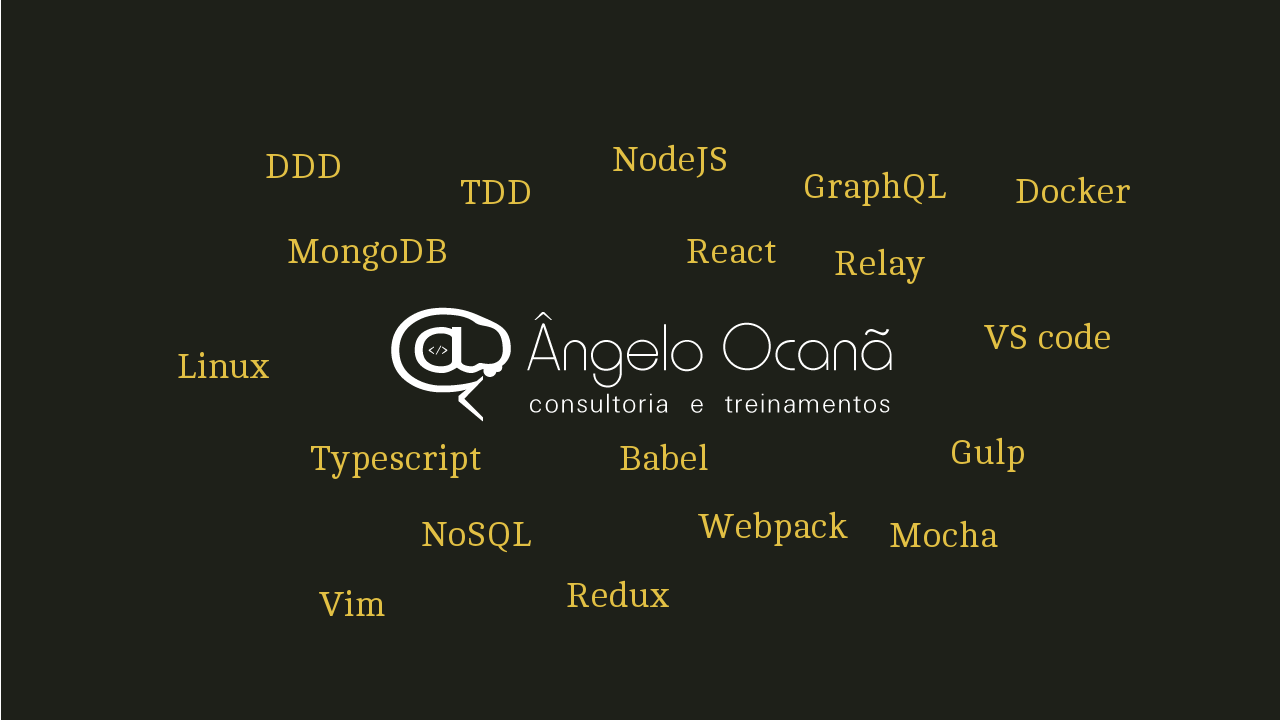 NodeJS
DDD
TDD
GraphQL
Docker
MongoDB
React
Relay
</>
Ângelo Ocanã
consultoria e treinamentos
VS code
Linux
Typescript
Babel
Gulp
NoSQL
Webpack
Mocha
Vim
Redux